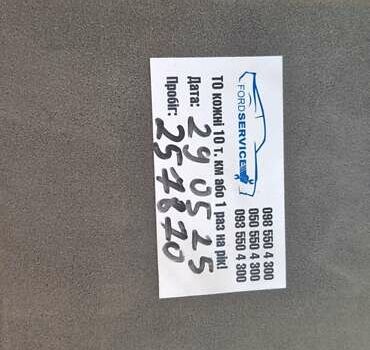 FORDSERVICE
098 550 4 300
050 550 4 300
093 550 4 300
ТО кожні 10 т. км або 1 раз на рік!
Дата: 29 05 25
Пробіг: 257870